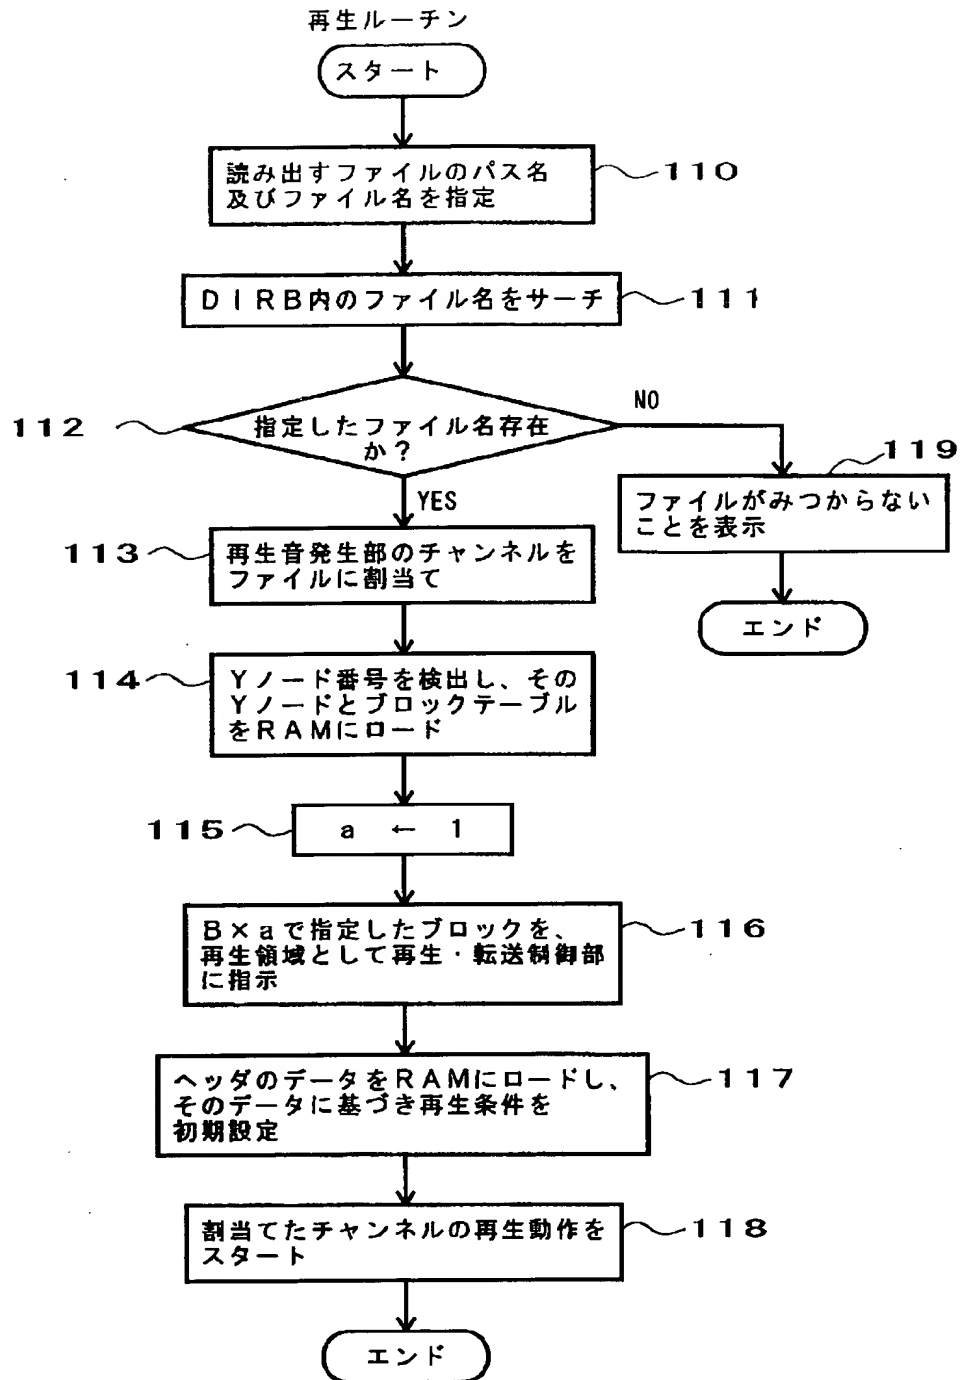 再生ルーチン
スタート
読み出すファイルのパス名
及びファイル名を指定
110
DIRB内のファイル名をサーチ
111
112
指定したファイル名存在
か?
NO
YES
119
ファイルがみつからない
ことを表示
エンド
113
再生音発生部のチャンネルを
ファイルに割当て
114
Yノード番号を検出し、その
Yノードとブロックテーブル
をRAMにロード
115
a ← 1
B×aで指定したブロックを、
再生領域として再生・転送制御部
に指示
116
ヘッダのデータをRAMにロードし、
そのデータに基づき再生条件を
初期設定
117
割当てたチャンネルの再生動作を
スタート
118
エンド